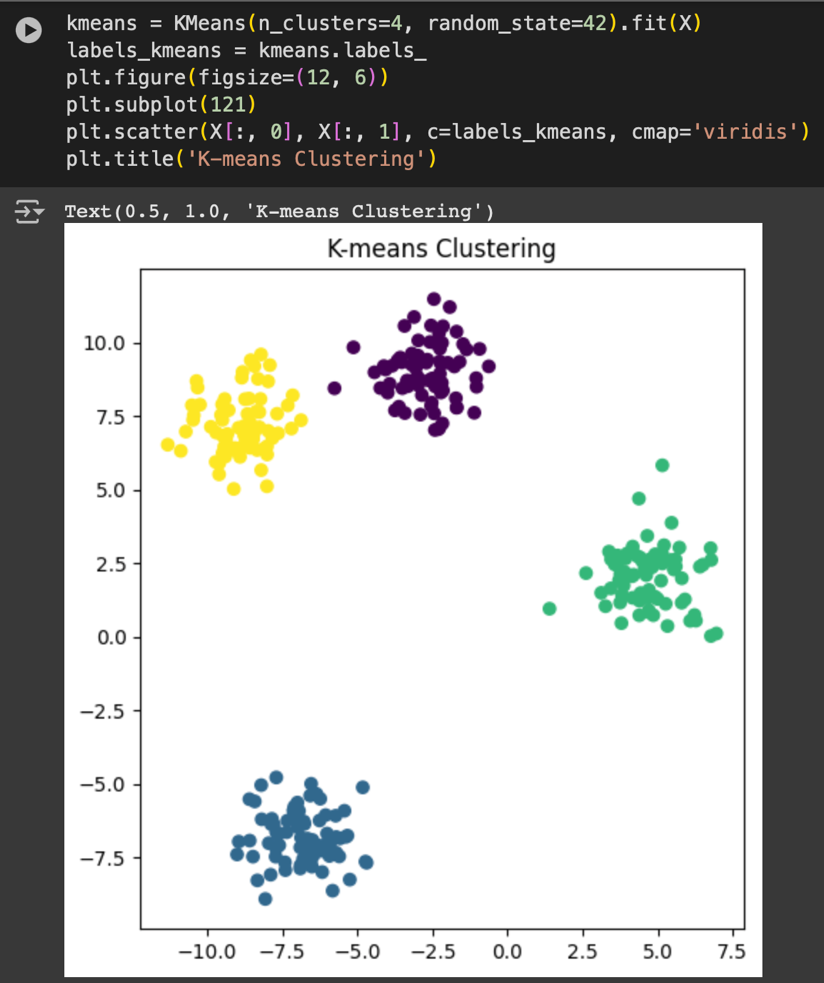 kmeans = KMeans(n_clusters=4, random_state=42).fit(X)
labels_kmeans = kmeans.labels_
plt.figure(figsize=(12, 6))
plt.subplot(121)
plt.scatter(X[:, 0], X[:, 1], c=labels_kmeans, cmap='viridis')
plt.title('K-means Clustering')
Text(0.5, 1.0, 'K-means Clustering')
K-means Clustering
10.0
7.5
5.0
2.5
0.0
−2.5
−5.0
−7.5
−10.0 −7.5 −5.0 −2.5 0.0 2.5 5.0 7.5